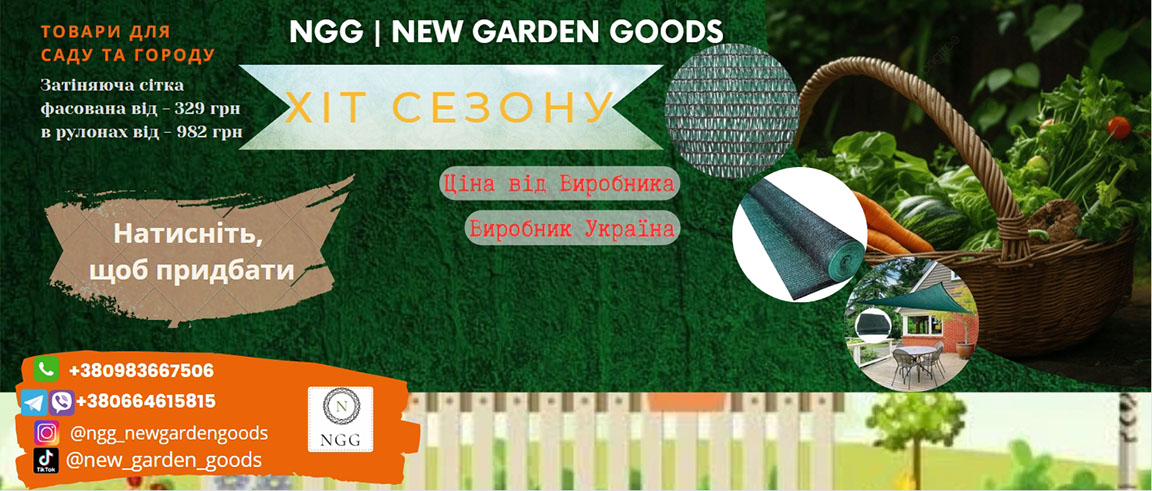 ТОВАРИ ДЛЯ
САДУ ТА ГОРОДУ
Затіняюча сітка
фасована від – 329 грн
в рулонах від – 982 грн
NGG | NEW GARDEN GOODS
ХІТ СЕЗОНУ
Ціна від Виробника
Виробник Україна
Натисніть,
щоб придбати
+380983667506
+380664615815
@ngg_newgardengoods
TikTok
@new_garden_goods
N
NGG